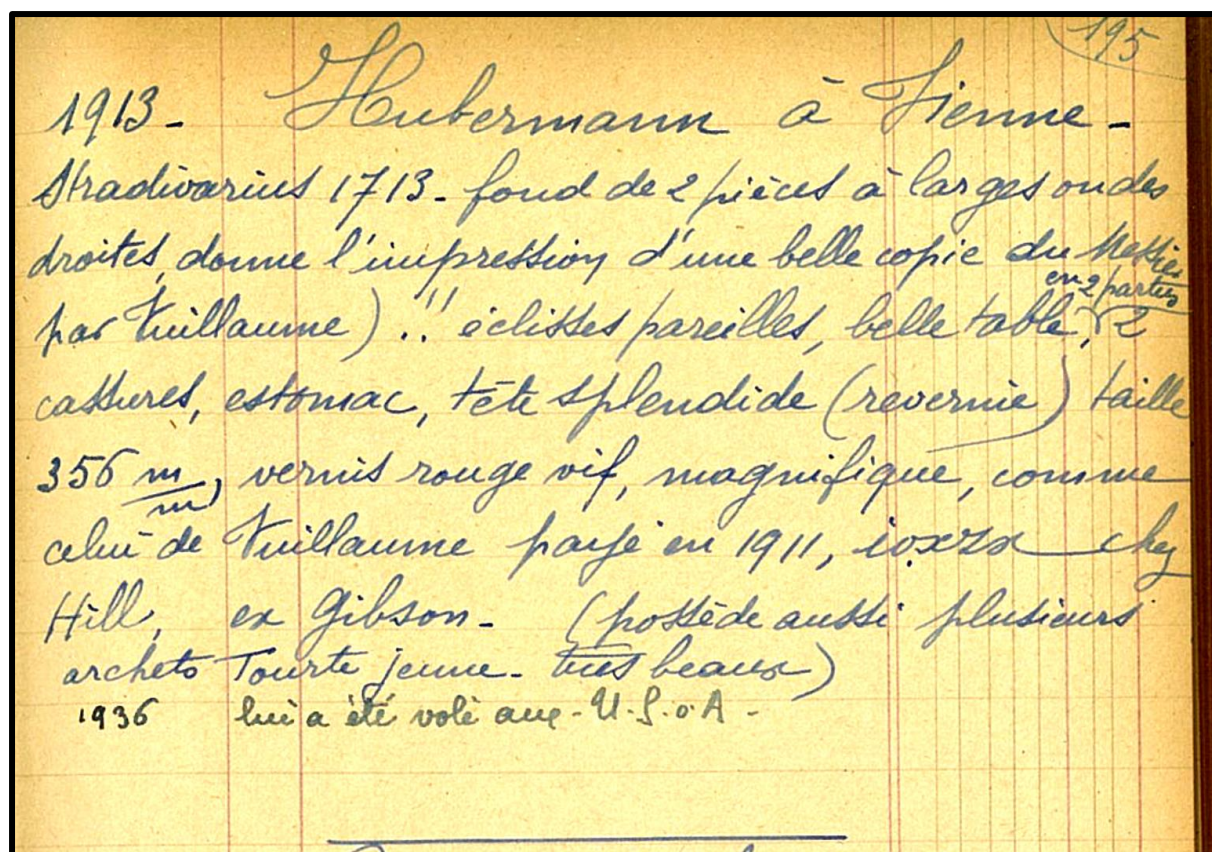 195
1913 - Hubermann à Vienne -
Stradivarius 1713 - fond de 2 pièces à larges ondes
droites, donne l'impression d'une belle copie du Messie
en 2 parties
par Vuillaume) ..!! éclisses pareilles, belle table, 2
cassures, estomac, tête splendide (revernie) taille
356 m/m, vernis rouge vif, magnifique, comme
celui de Vuillaume payé en 1911, ioxzx chez
Hill, ex Gibson - (possède aussi plusieurs
archets Tourte jeune - très beaux)
1936 lui a été volé aux - U.S.A -